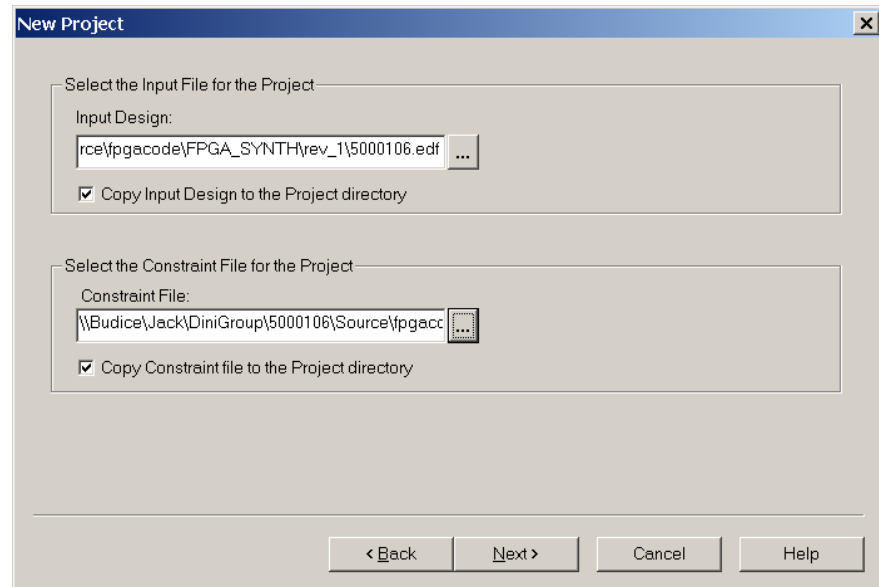 New Project
Select the Input File for the Project
Input Design:
rce\fpgacode\FPGA_SYNTH\rev_1\5000106.edf
...
Copy Input Design to the Project directory
Select the Constraint File for the Project
Constraint File:
\\Budice\Jack\DiniGroup\5000106\Source\fpgacc
...
Copy Constraint file to the Project directory
< Back
Next >
Cancel
Help